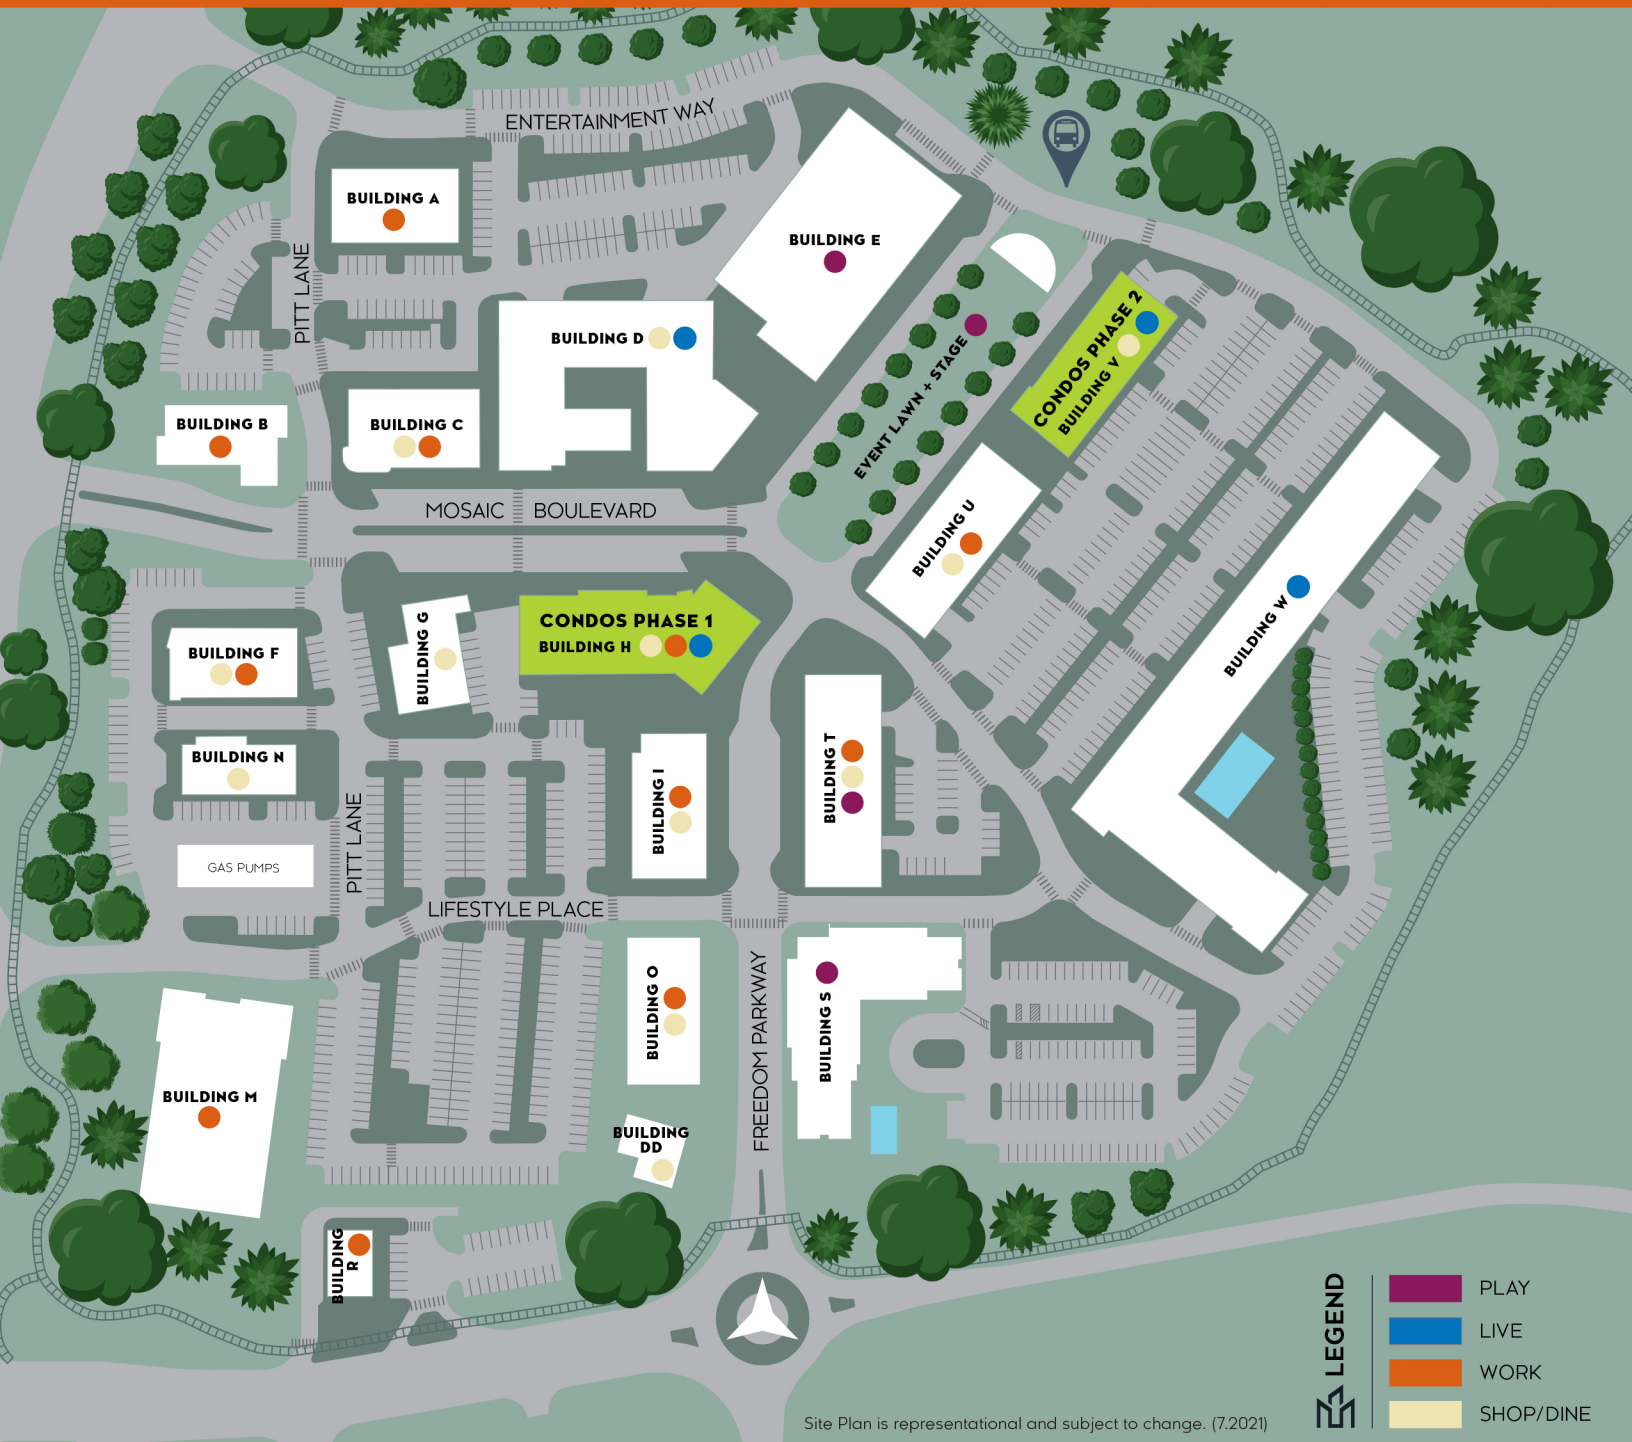 ENTERTAINMENT WAY
BUILDING A
PITT LANE
BUILDING E
BUILDING D
CONDOS PHASE 2
BUILDING V
EVENT LAWN + STAGE
BUILDING B
BUILDING C
MOSAIC BOULEVARD
BUILDING U
BUILDING W
BUILDING F
BUILDING G
CONDOS PHASE 1
BUILDING H
BUILDING N
BUILDING I
BUILDING T
GAS PUMPS
PITT LANE
LIFESTYLE PLACE
BUILDING O
FREEDOM PARKWAY
BUILDING S
BUILDING M
BUILDING
DD
BUILDING
R
LEGEND
PLAY
LIVE
WORK
SHOP/DINE
Site Plan is representational and subject to change. (7.2021)